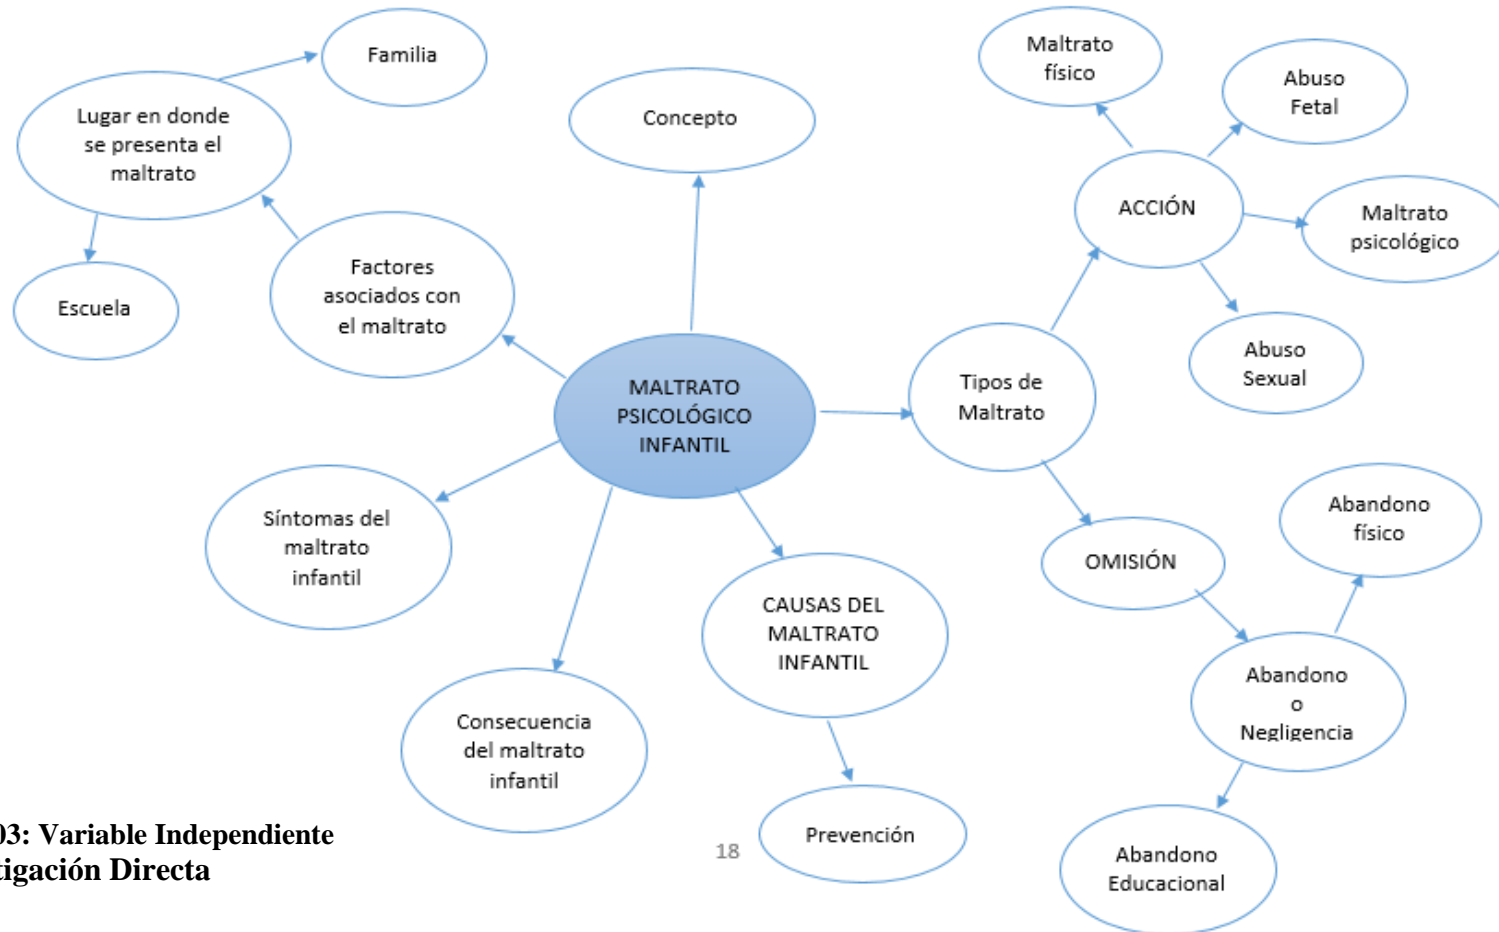 Familia
Lugar en donde
se presenta el
maltrato
Escuela
Factores
asociados con
el maltrato
Concepto
MALTRATO
PSICOLÓGICO
INFANTIL
Síntomas del
maltrato
infantil
Consecuencia
del maltrato
infantil
CAUSAS DEL
MALTRATO
INFANTIL
Prevención
Tipos de
Maltrato
ACCIÓN
Maltrato
físico
Abuso
Fetal
Maltrato
psicológico
Abuso
Sexual
OMISIÓN
Abandono
o
Negligencia
Abandono
físico
Abandono
Educacional
03: Variable Independiente
tigación Directa
18